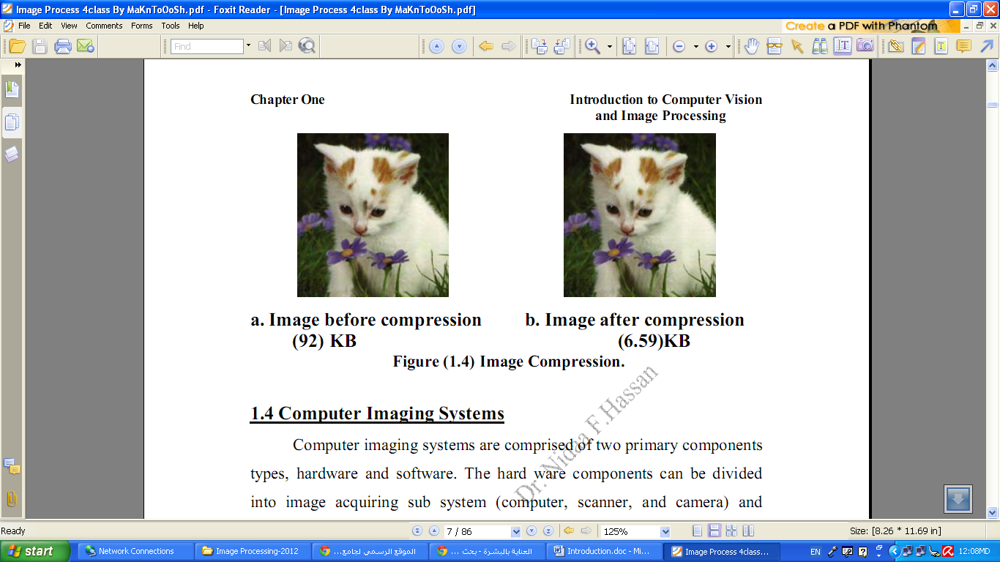 Image Process 4class By MaKnToOoSh.pdf - Foxit Reader - [Image Process 4class By MaKnToOoSh.pdf]
File Edit View Comments Forms Tools Help
Create a PDF with Phantom
Find
Chapter One
Introduction to Computer Vision
and Image Processing
a. Image before compression
(92) KB
b. Image after compression
(6.59)KB
Figure (1.4) Image Compression.
Dr. Nidaa F.Hassan
1.4 Computer Imaging Systems
Computer imaging systems are comprised of two primary components
types, hardware and software. The hard ware components can be divided
into image acquiring sub system (computer, scanner, and camera) and
Ready
7 / 86
125%
Size: [8.26 * 11.69 in]
start
Network Connections
Image Processing-2012
الموقع الرسمي لجامع...
العناية بالبشرة - بحث ...
Introduction.doc - Mi...
Image Process 4class...
EN
12:08MD